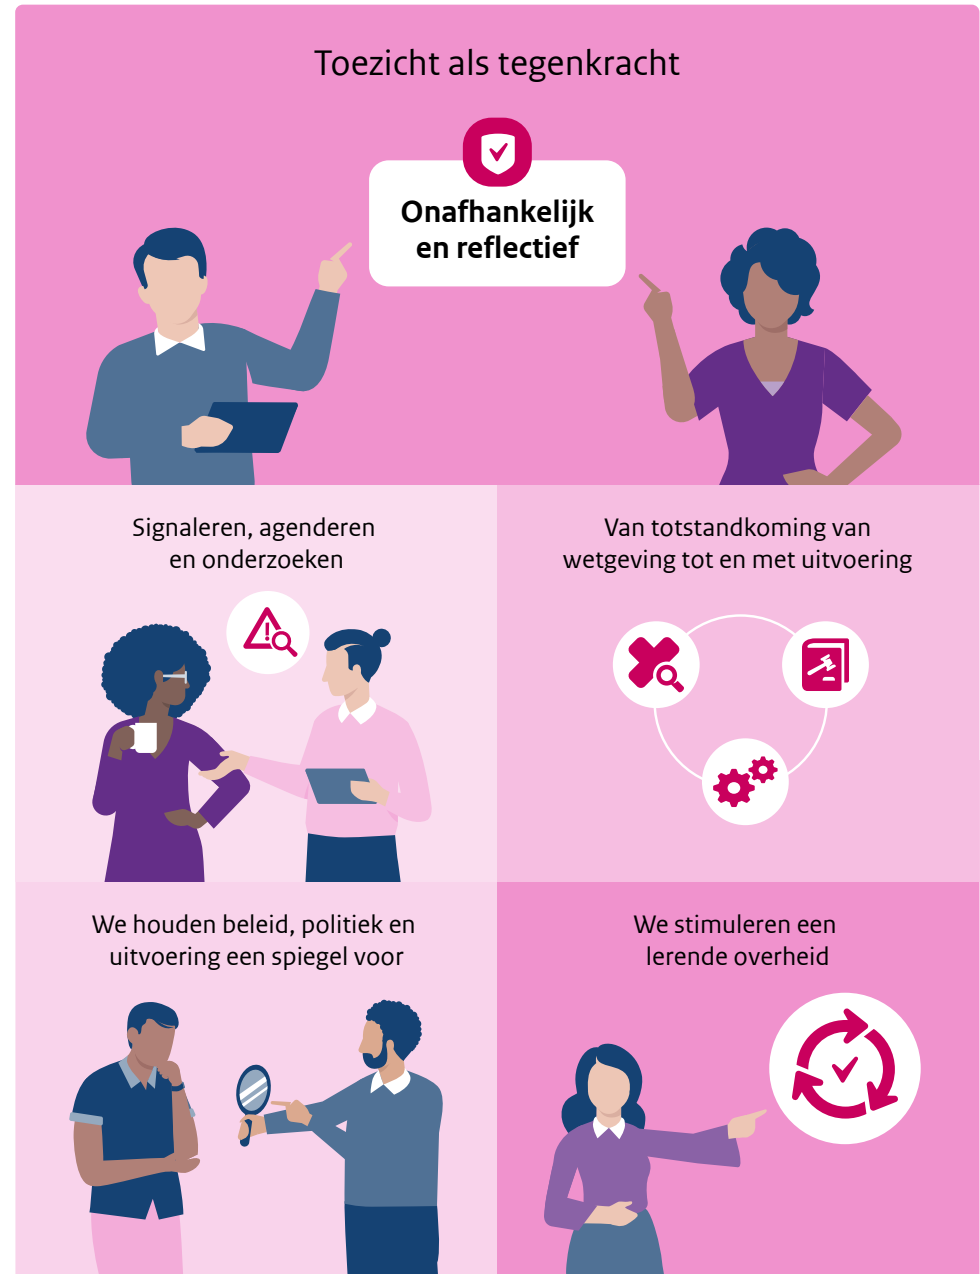 Toezicht als tegenkracht
Onafhankelijk
en reflectief
Signaleren, agenderen
en onderzoeken
Van totstandkoming van
wetgeving tot en met uitvoering
We houden beleid, politiek en
uitvoering een spiegel voor
We stimuleren een
lerende overheid